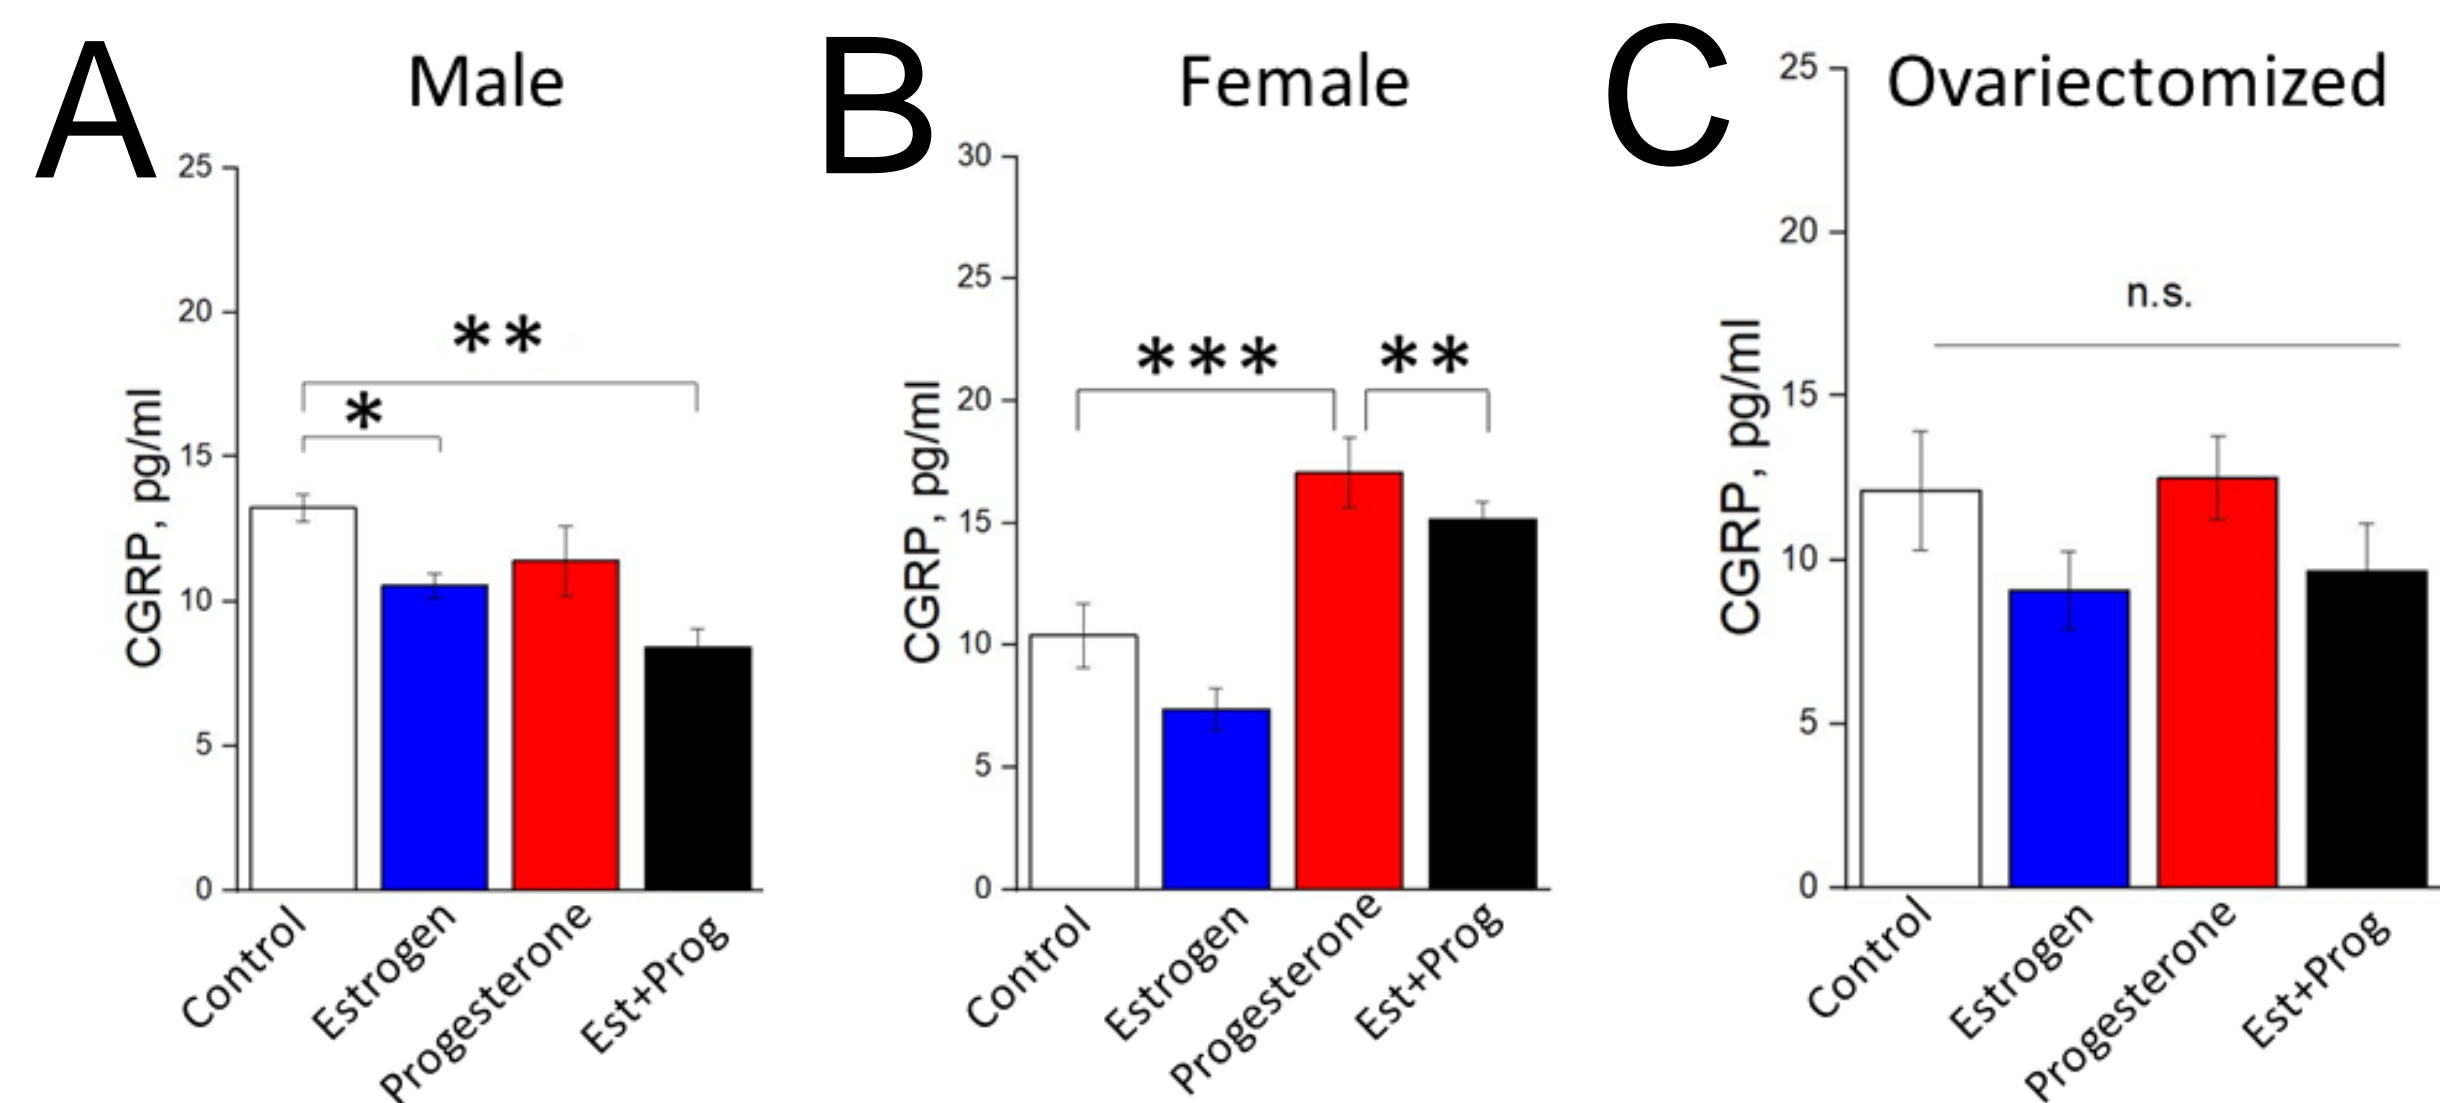 A
Male
25
20
15
10
5
0
CGRP, pg/ml
**
*
Control
Estrogen
Progesterone
Est+Prog
B
Female
30
25
20
15
10
5
0
CGRP, pg/ml
***
**
Control
Estrogen
Progesterone
Est+Prog
C
Ovariectomized
25
20
15
10
5
0
CGRP, pg/ml
n.s.
Control
Estrogen
Progesterone
Est+Prog